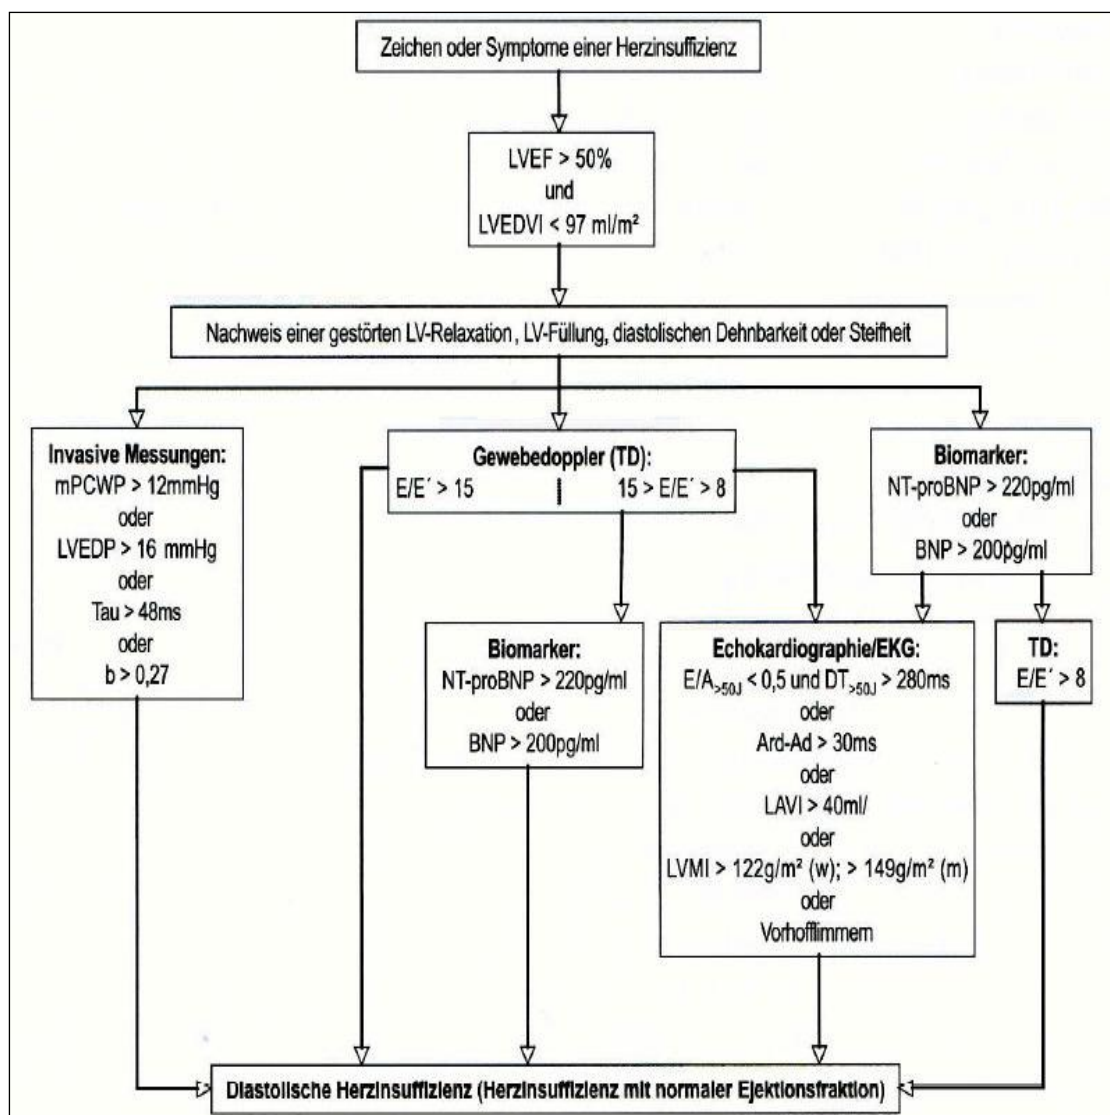 Zeichen oder Symptome einer Herzinsuffizienz
LVEF > 50%
und
LVEDVI < 97 ml/m²
Nachweis einer gestörten LV-Relaxation, LV-Füllung, diastolischen Dehnbarkeit oder Steifheit
Invasive Messungen:
mPCWP > 12mmHg
oder
LVEDP > 16 mmHg
oder
Tau > 48ms
oder
b > 0,27
Gewebedoppler (TD):
E/E´ > 15 | 15 > E/E´ > 8
Biomarker:
NT-proBNP > 220pg/ml
oder
BNP > 200pg/ml
Biomarker:
NT-proBNP > 220pg/ml
oder
BNP > 200pg/ml
Echokardiographie/EKG:
E/A>50J < 0,5 und DT>50J > 280ms
oder
Ard-Ad > 30ms
oder
LAVI > 40ml/
oder
LVMI > 122g/m² (w); > 149g/m² (m)
oder
Vorhofflimmern
TD:
E/E´ > 8
Diastolische Herzinsuffizienz (Herzinsuffizienz mit normaler Ejektionsfraktion)